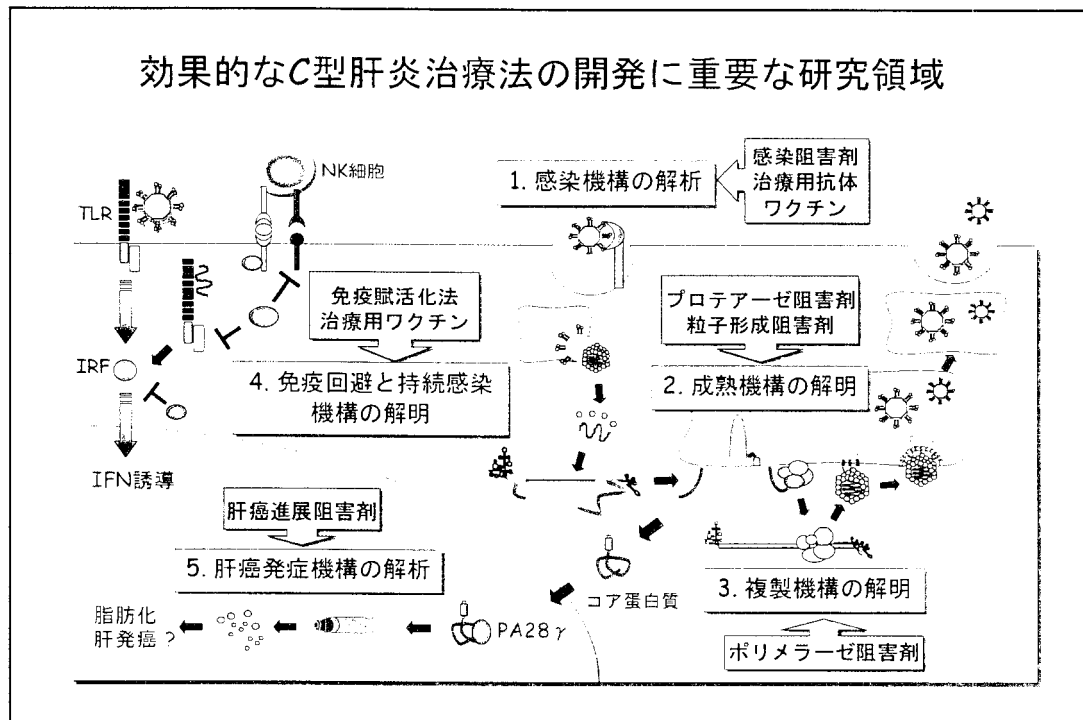 効果的なC型肝炎治療法の開発に重要な研究領域
NK細胞
TLR
1. 感染機構の解析
感染阻害剤
治療用抗体
ワクチン
免疫賦活化法
治療用ワクチン
プロテアーゼ阻害剤
粒子形成阻害剤
IRF
4. 免疫回避と持続感染
機構の解明
2. 成熟機構の解明
IFN誘導
肝癌進展阻害剤
5. 肝癌発症機構の解析
コア蛋白質
3. 複製機構の解明
脂肪化
肝発癌?
PA28γ
ポリメラーゼ阻害剤